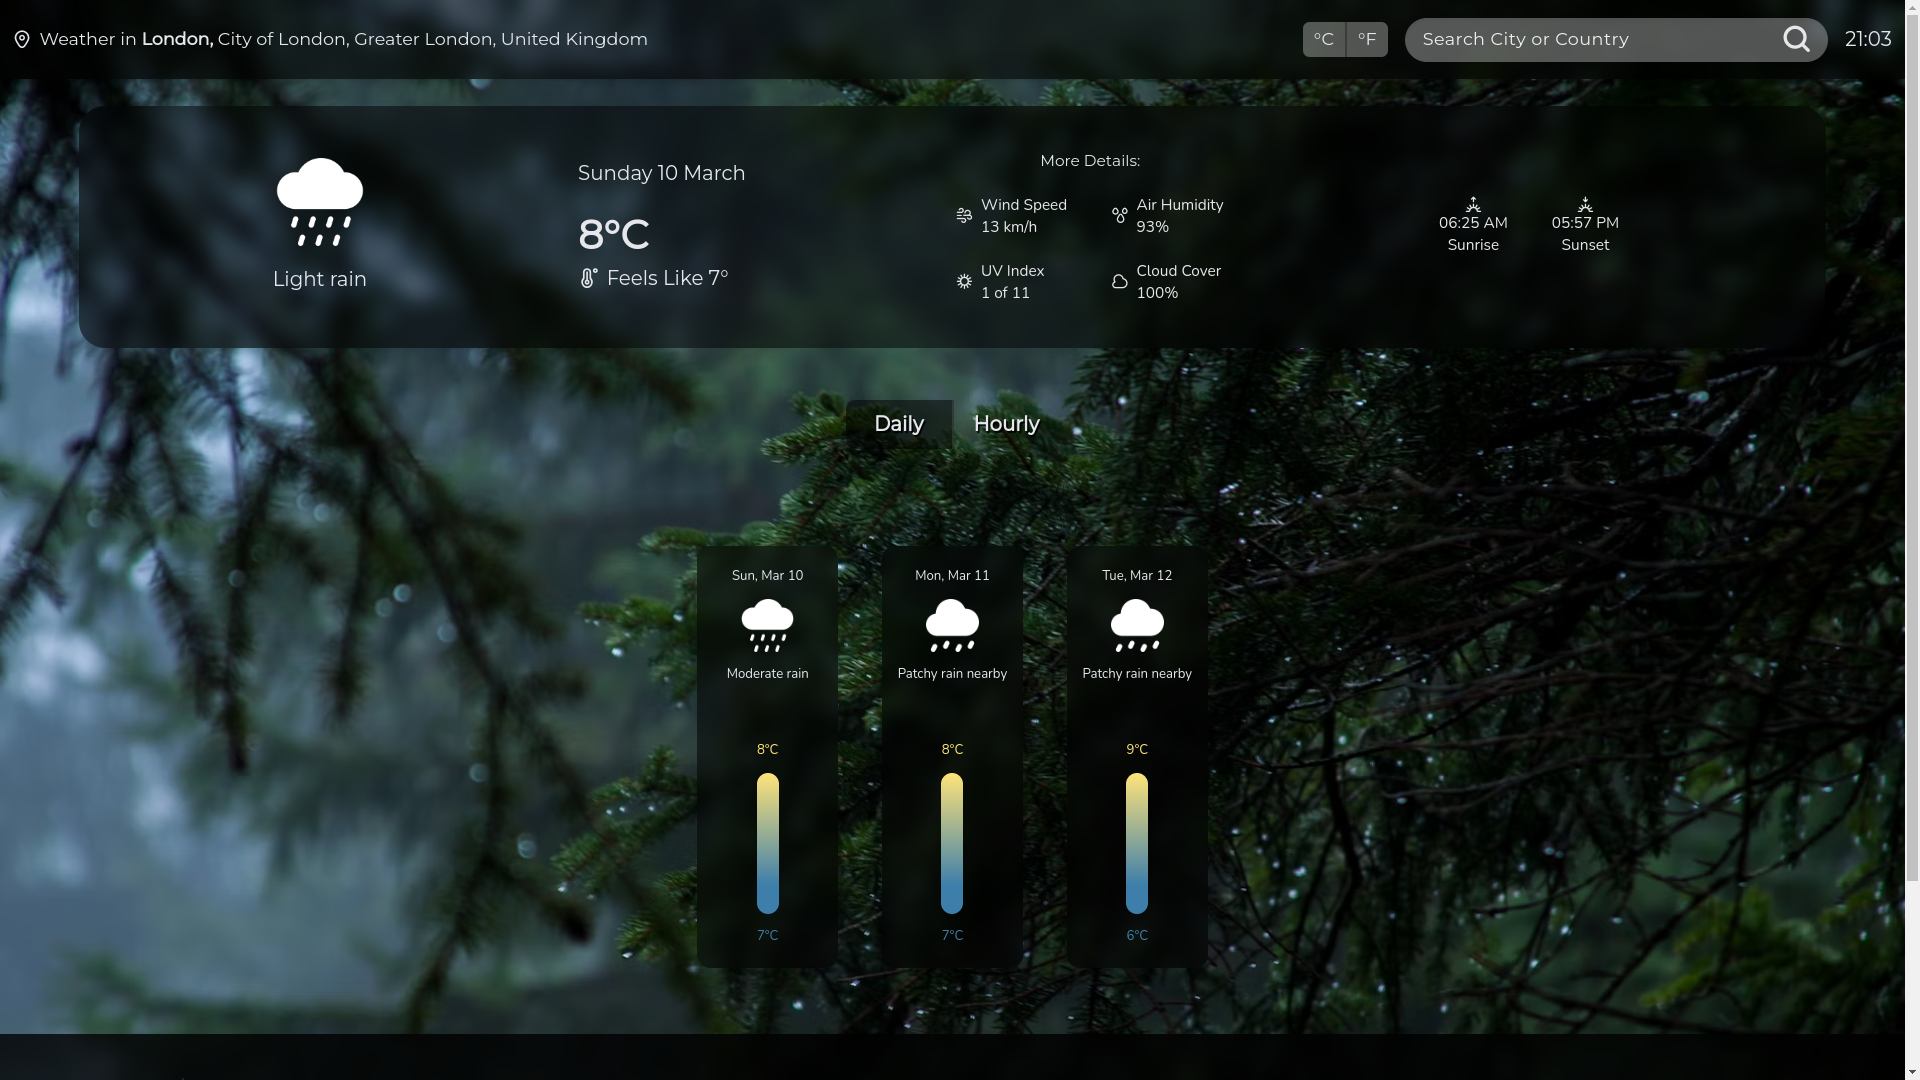 Weather in London, City of London, Greater London, United Kingdom
°C °F
Search City or Country
21:03
Light rain
Sunday 10 March
8°C
Feels Like 7°
More Details:
Wind Speed
13 km/h
Air Humidity
93%
UV Index
1 of 11
Cloud Cover
100%
06:25 AM
Sunrise
05:57 PM
Sunset
Daily Hourly
Sun, Mar 10
Moderate rain
8°C
7°C
Mon, Mar 11
Patchy rain nearby
8°C
7°C
Tue, Mar 12
Patchy rain nearby
9°C
6°C